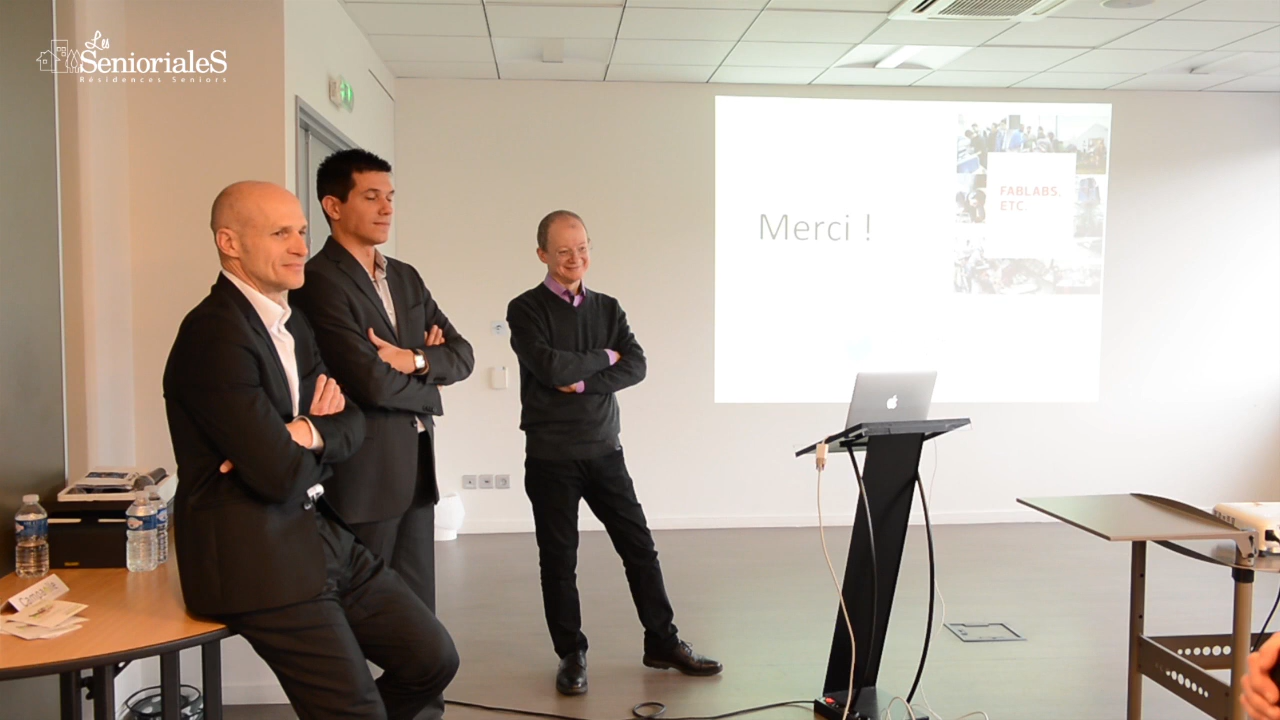 Les
SeniorialeS
Résidences Seniors
Merci !
FABLABS,
ETC